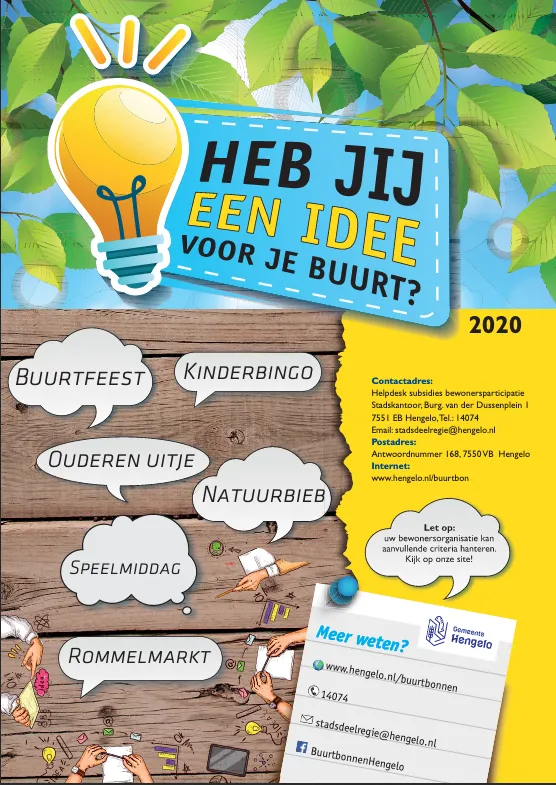 HEB JIJ
EEN IDEE
VOOR JE BUURT?
2020
BUURTFEEST
KINDERBINGO
OUDEREN UITJE
NATUURBIEB
SPEELMIDDAG
ROMMELMARKT
Contactadres:
Helpdesk subsidies bewonersparticipatie
Stadskantoor, Burg. van der Dussenplein 1
7551 EB Hengelo, Tel.: 14074
Email: stadsdeelregie@hengelo.nl
Postadres:
Antwoordnummer 168, 7550 VB Hengelo
Internet:
www.hengelo.nl/buurtbon
Let op:
uw bewonersorganisatie kan
aanvullende criteria hanteren.
Kijk op onze site!
Meer weten?
Gemeente
Hengelo
www.hengelo.nl/buurtbonnen
14074
stadsdeelregie@hengelo.nl
BuurtbonnenHengelo